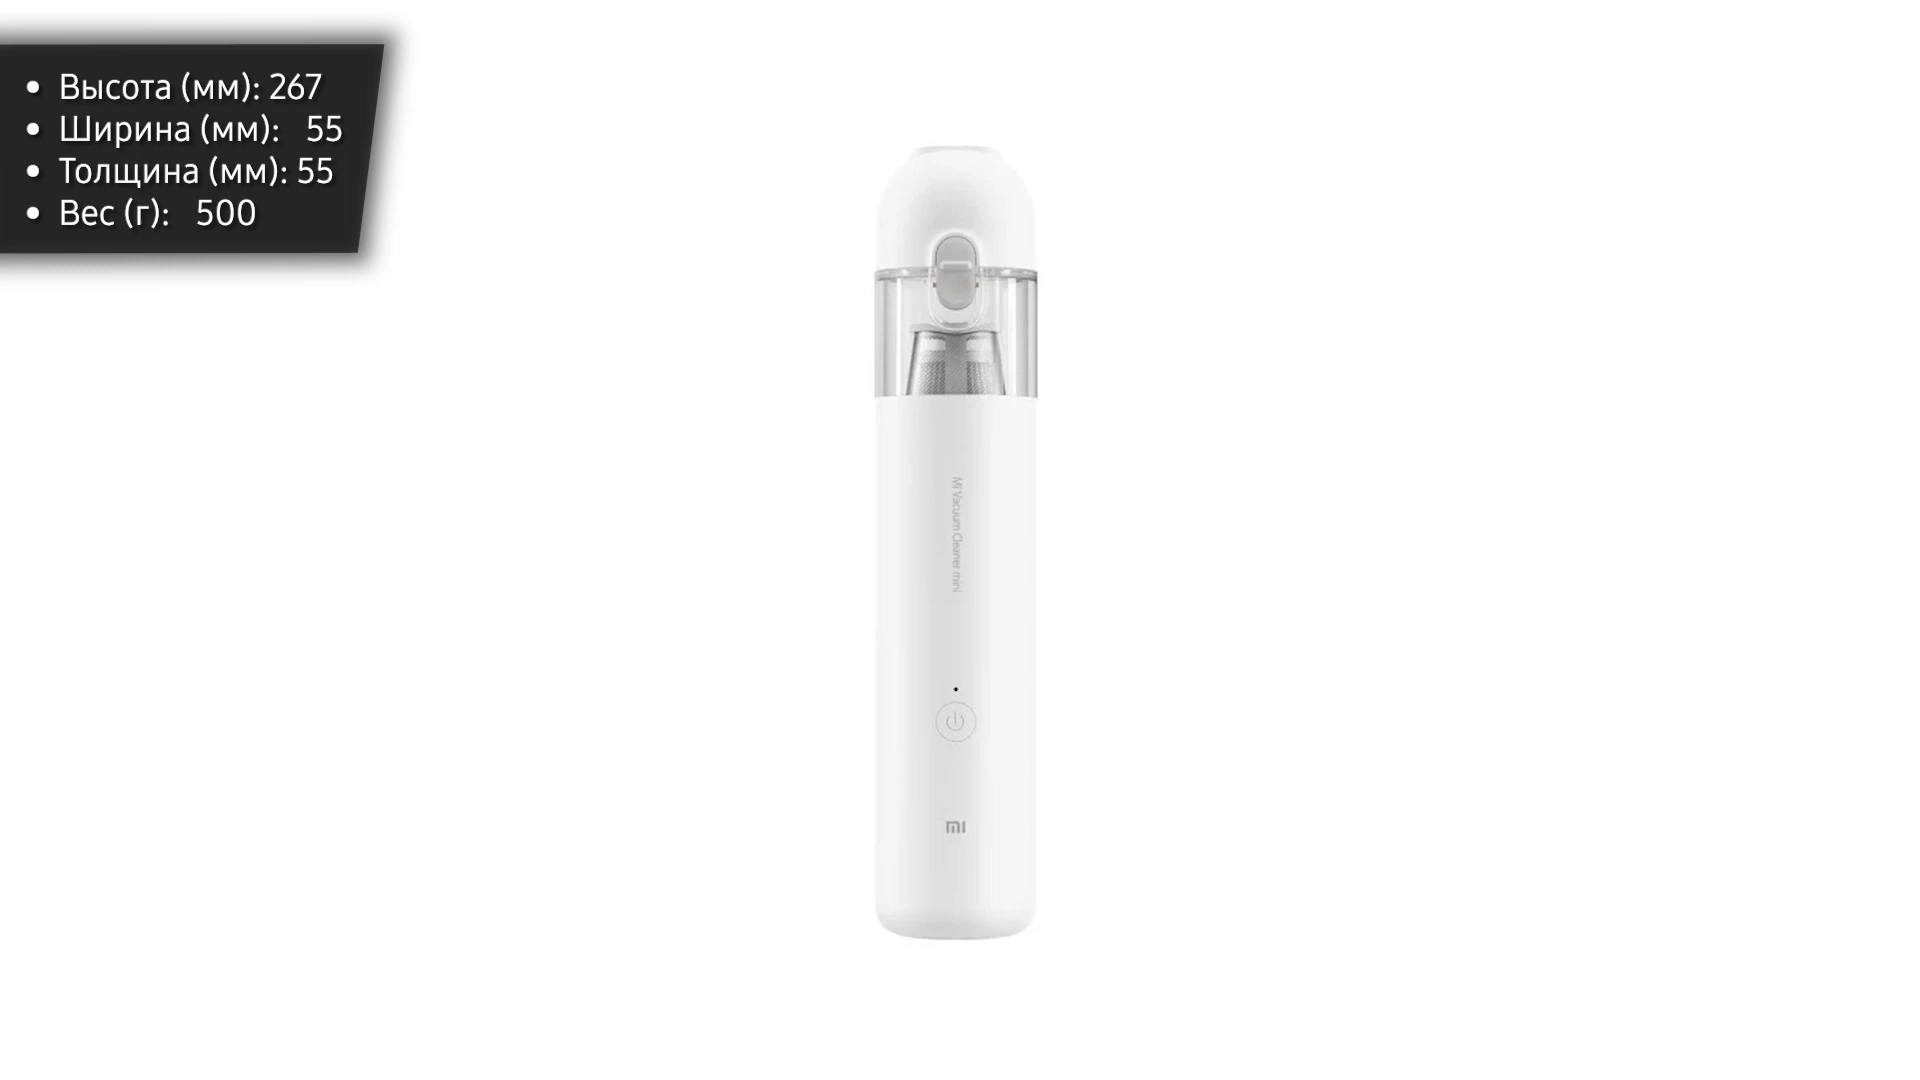 • Высота (мм): 267
• Ширина (мм): 55
• Толщина (мм): 55
• Вес (г): 500
Mi Vacuum Cleaner mini
mi